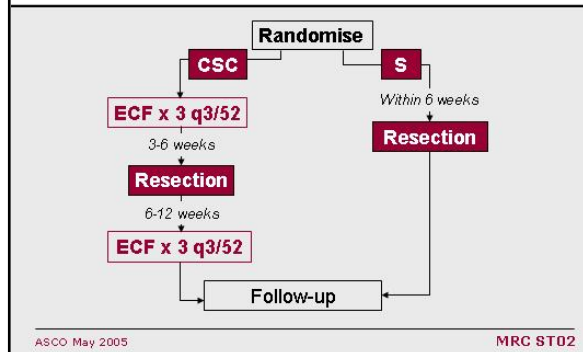 Randomise
CSC
S
ECF x 3 q3/52
Within 6 weeks
3-6 weeks
Resection
Resection
6-12 weeks
ECF x 3 q3/52
Follow-up
ASCO May 2005
MRC ST02